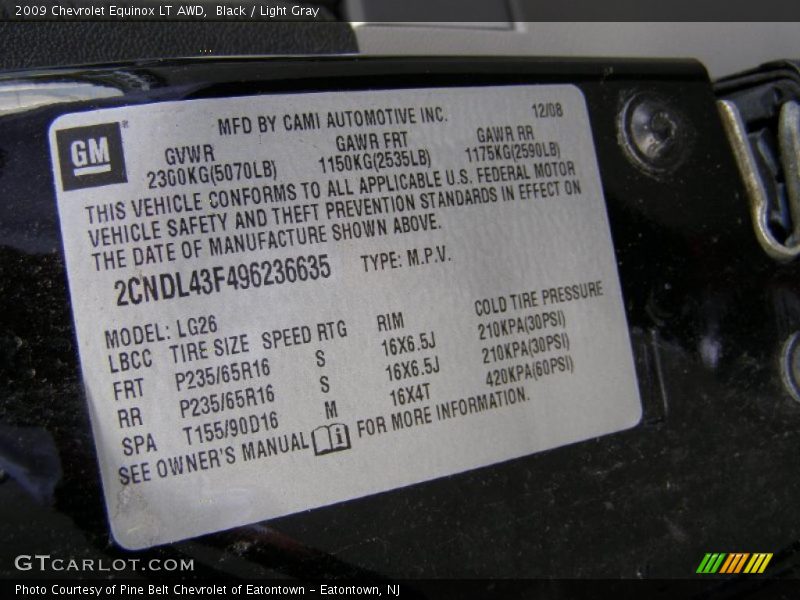 2009 Chevrolet Equinox LT AWD, Black / Light Gray
MFD BY CAMI AUTOMOTIVE INC. 12/08
GM
GVWR GAWR FRT GAWR RR
2300KG(5070LB) 1150KG(2535LB) 1175KG(2590LB)
THIS VEHICLE CONFORMS TO ALL APPLICABLE U.S. FEDERAL MOTOR
VEHICLE SAFETY AND THEFT PREVENTION STANDARDS IN EFFECT ON
THE DATE OF MANUFACTURE SHOWN ABOVE.
2CNDL43F496236635 TYPE: M.P.V.
MODEL: LG26
LBCC TIRE SIZE SPEED RTG RIM COLD TIRE PRESSURE
FRT P235/65R16 S 16X6.5J 210KPA(30PSI)
RR P235/65R16 S 16X6.5J 210KPA(30PSI)
SPA T155/90D16 M 16X4T 420KPA(60PSI)
SEE OWNER'S MANUAL FOR MORE INFORMATION.
GTCARLOT.COM
Photo Courtesy of Pine Belt Chevrolet of Eatontown – Eatontown, NJ